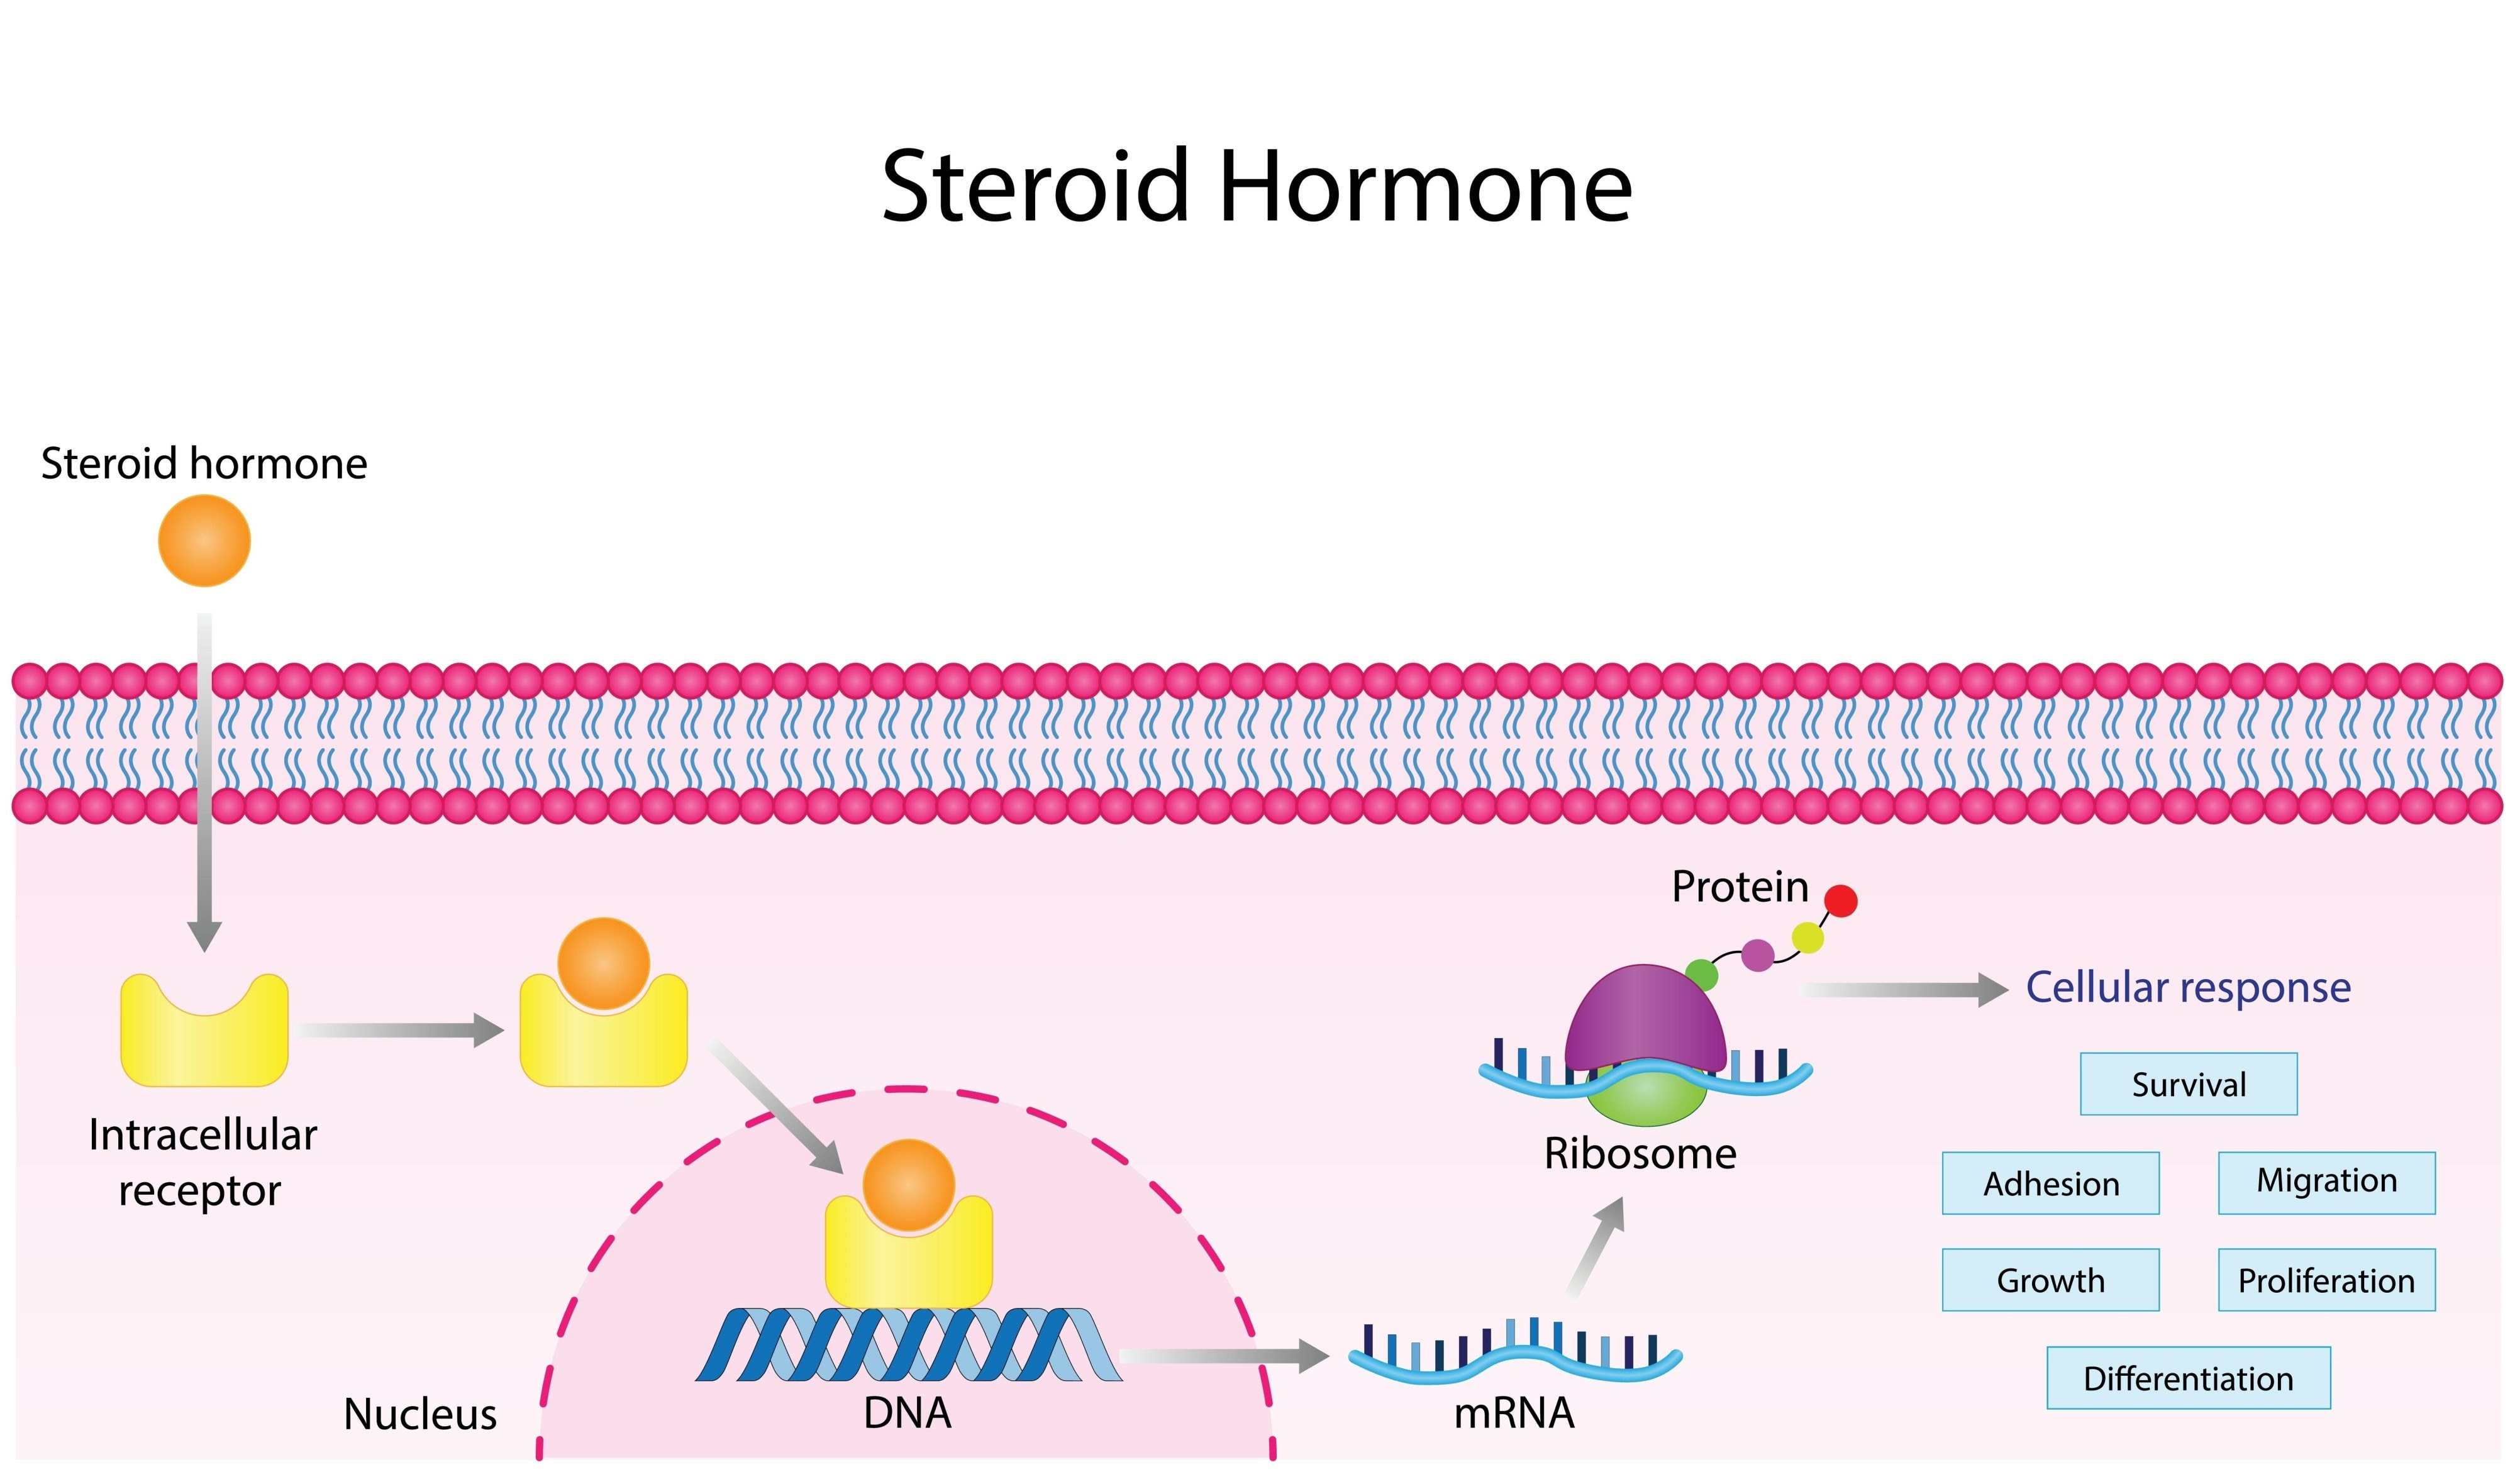 Steroid Hormone
Steroid hormone
Intracellular
receptor
Nucleus
DNA
mRNA
Ribosome
Protein
Cellular response
Survival
Adhesion
Migration
Growth
Proliferation
Differentiation